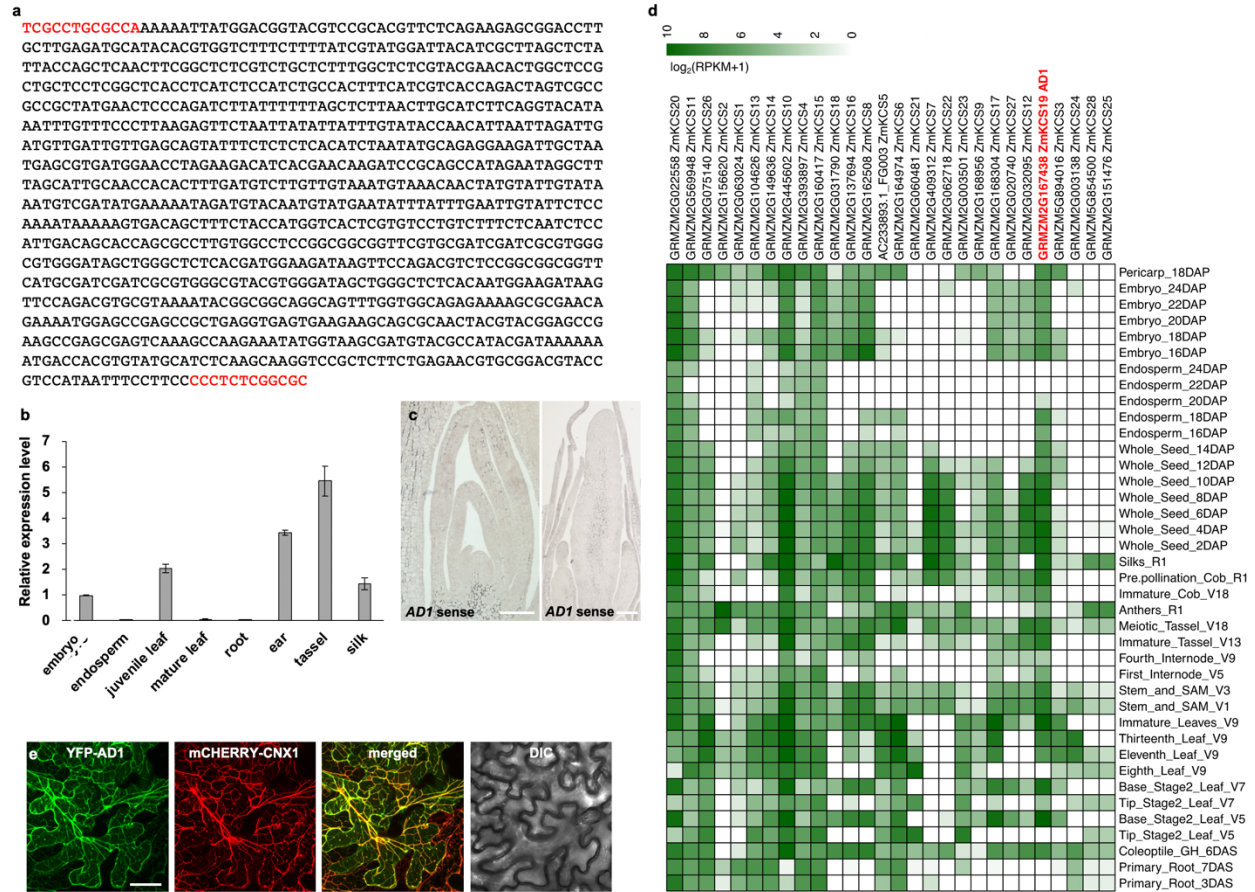 a
TCGCCTGCGCCAAAAAATTATGGACGGTACGTCCGCACGTTCTCAGAAGAGCGGACCTT
GCTTGAGATGCATACACGTGGTCTTTCTTTTTATCGTATGGATTACATCGCTTAGCTCTA
TTACCAGCTCAACTTCGGCTCTCGTCTGCTCTTTGGCTCTCGTACGAACACTGGCTCCG
CTGCTCCTCGGCTCACCTCATCTCCATCTGCCACTTTCATCGTCACCAGACTAGTCGCC
GCCGCTATGAACTCCCAGATCTTATTTTTAGCTCTTAACTTGCATCTTCAGGTACATA
AATTTGTTTCCCTTAAGAGTTCTAATTATATTATTTGTATACCAACATTAATTAGATTG
ATGTTGATTGTTGAGCAGTATTTCTCTCTCACATCTAATATGCAGAGGAAGATTGCTAA
TGAGCGTGATGGAACCTAGAAGACATCACGAACAAGATCCGCAGCCATAGAATAGGCTT
TAGCATTGCAACCACACTTTGATGTCTTGTTGTAAATGTAAACAACTATGTATTGTATA
AATGTCGATATGAAAAATAGATGTACAATGTATGAATATTTATTTGAATTGTATTCTCC
AAAATAAAAAGTGACAGCTTTCTACCATGGTCACTCGTGTCCTGTCTTTCTCAATCTCC
ATTGACAGCACCAGCGCCTTGTGGCCTCCGGCGGCGGTTCGTGCGATCGATCGCGTGGG
CGTGGGATAGCTGGGCTCTCACGATGGAAGATAAGTTCCAGACGTCTCCGGCGGCGGTT
CATGCGATCGATCGCGTGGGCGTACGTGGGATAGCTGGGCTCTCACAATGGAAGATAAG
TTCCAGACGTGCGTAAAATACGGCGGCAGGCAGTTTGGTGGCAGAGAAAAGCGCGAACA
GAAAATGGAGCCGAGCCGCTGAGGTGAGTGAAGAAGCAGCGCAACTACGTACGGAGCCG
AAGCCGAGCGAGTCAAAGCCAAGAAATATGGTAAGCGATGTACGCCATACGATAAAAAA
ATGACCACGTGTATGCATCTCAAGCAAGGTCCGCTCTTCTGAGAACGTGCGGACGTACC
GTCCATAATTTCCTTCCCCCTCTCGGCGC
b
Relative expression level
7
6
5
4
3
2
1
0
embryo
endosperm
juvenile leaf
mature leaf
root
ear
tassel
silk
c
AD1 sense
AD1 sense
d
10
8
6
4
2
0
log2(RPKM+1)
GRMZM2G022558 ZmKCS20
GRMZM2G569948 ZmKCS11
GRMZM2G075140 ZmKCS26
GRMZM2G156620 ZmKCS2
GRMZM2G063024 ZmKCS1
GRMZM2G104626 ZmKCS13
GRMZM2G149636 ZmKCS14
GRMZM2G445602 ZmKCS10
GRMZM2G393897 ZmKCS4
GRMZM2G160417 ZmKCS15
GRMZM2G031790 ZmKCS18
GRMZM2G137694 ZmKCS16
GRMZM2G162508 ZmKCS8
AC233893.1_FG003 ZmKCS5
GRMZM2G164974 ZmKCS6
GRMZM2G060481 ZmKCS21
GRMZM2G409312 ZmKCS7
GRMZM2G062718 ZmKCS22
GRMZM2G003501 ZmKCS23
GRMZM2G168956 ZmKCS9
GRMZM2G168304 ZmKCS17
GRMZM2G020740 ZmKCS27
GRMZM2G032095 ZmKCS12
GRMZM2G167438 ZmKCS19 AD1
GRMZM5G894016 ZmKCS3
GRMZM2G003138 ZmKCS24
GRMZM5G854500 ZmKCS28
GRMZM2G151476 ZmKCS25
Pericarp_18DAP
Embryo_24DAP
Embryo_22DAP
Embryo_20DAP
Embryo_18DAP
Embryo_16DAP
Endosperm_24DAP
Endosperm_22DAP
Endosperm_20DAP
Endosperm_18DAP
Endosperm_16DAP
Whole_Seed_14DAP
Whole_Seed_12DAP
Whole_Seed_10DAP
Whole_Seed_8DAP
Whole_Seed_6DAP
Whole_Seed_4DAP
Whole_Seed_2DAP
Silks_R1
Pre.pollination_Cob_R1
Immature_Cob_V18
Anthers_R1
Meiotic_Tassel_V18
Immature_Tassel_V13
Fourth_Internode_V9
First_Internode_V5
Stem_and_SAM_V3
Stem_and_SAM_V1
Immature_Leaves_V9
Thirteenth_Leaf_V9
Eleventh_Leaf_V9
Eighth_Leaf_V9
Base_Stage2_Leaf_V7
Tip_Stage2_Leaf_V7
Base_Stage2_Leaf_V5
Tip_Stage2_Leaf_V5
Coleoptile_GH_6DAS
Primary_Root_7DAS
Primary_Root_3DAS
e
YFP-AD1
mCHERRY-CNX1
merged
DIC